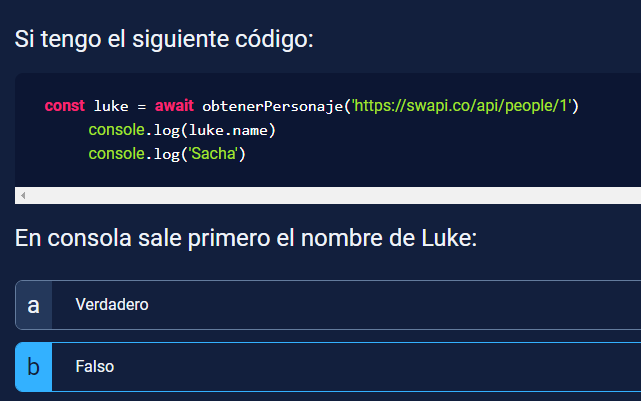 Si tengo el siguiente código:
const luke = await obtenerPersonaje('https://swapi.co/api/people/1')
console.log(luke.name)
console.log('Sacha')
En consola sale primero el nombre de Luke:
a Verdadero
b Falso